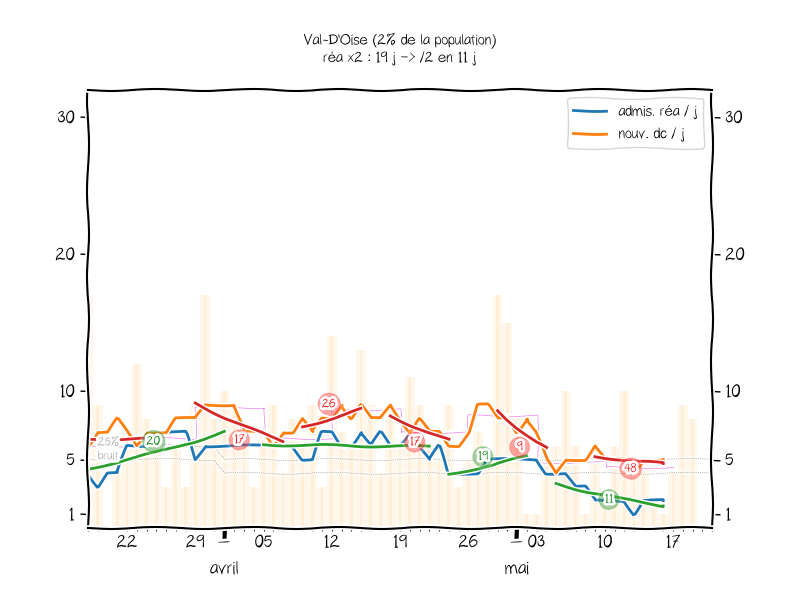 Val-D'Oise (2% de la population)
réa x2 : 19 j -> /2 en 11 j
admis. réa / j
nouv. dc / j
30 30
20 20
10 10
5 5
1 1
25%
bruit
20
17
26
17
19
9
11
48
22 29 05 12 19 26 03 10 17
avril mai